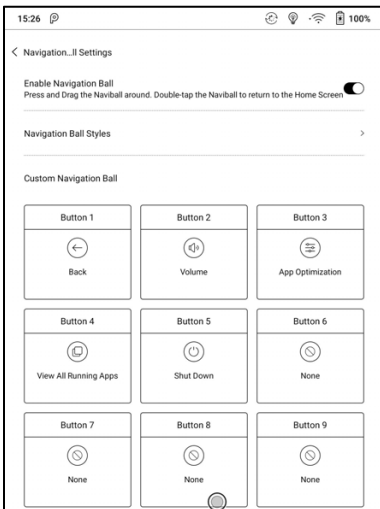 15:26 100%
Navigation...ll Settings
Enable Navigation Ball
Press and Drag the Naviball around. Double-tap the Naviball to return to the Home Screen
Navigation Ball Styles
Custom Navigation Ball
Button 1 Button 2 Button 3
Back Volume App Optimization
Button 4 Button 5 Button 6
View All Running Apps Shut Down None
Button 7 Button 8 Button 9
None None None